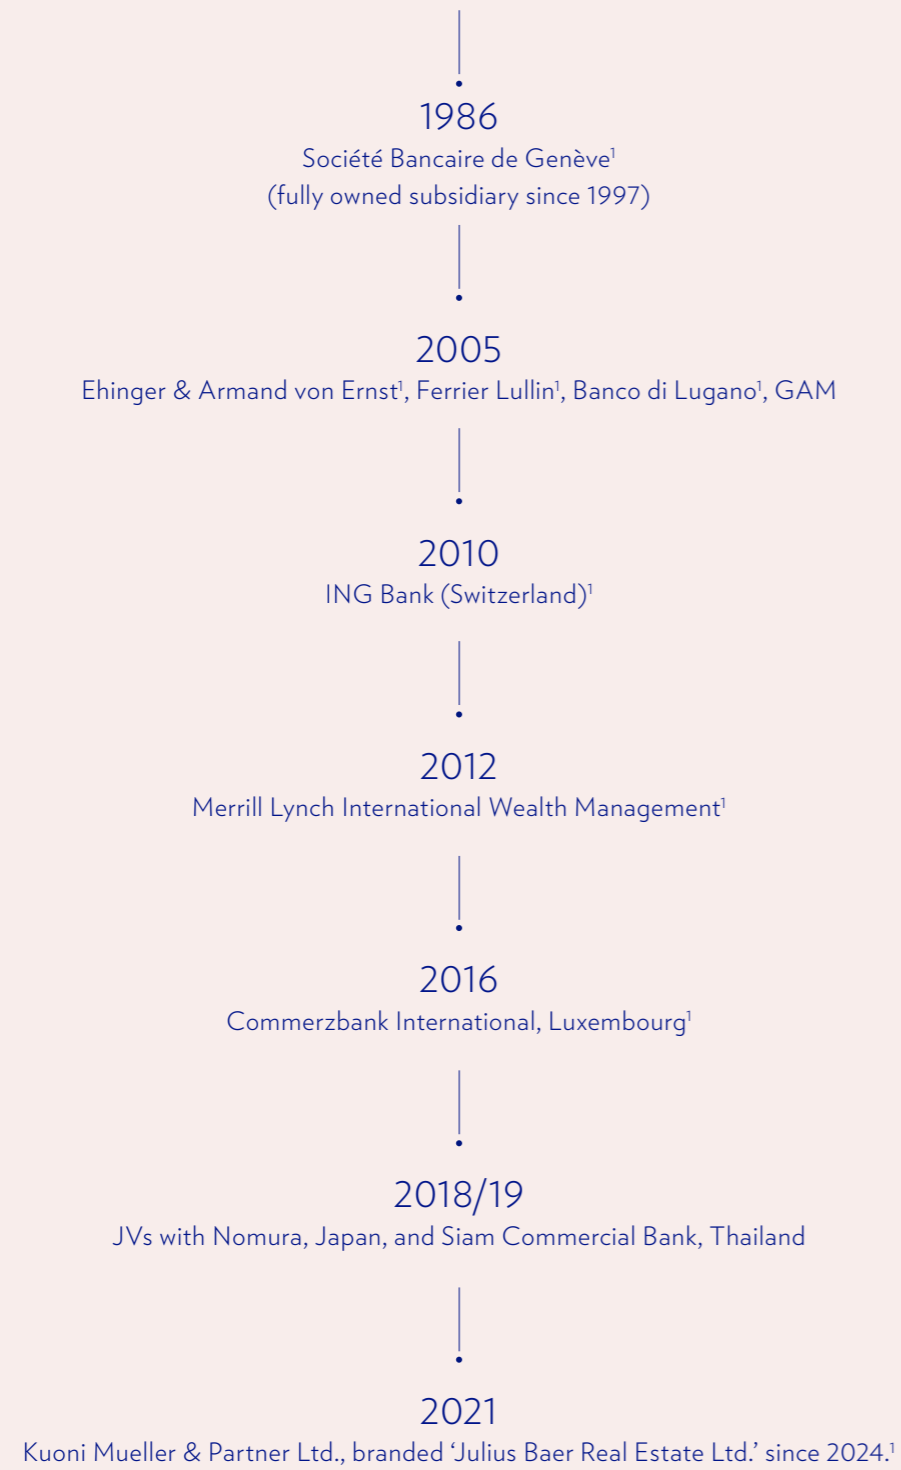 1986
Société Bancaire de Genève¹
(fully owned subsidiary since 1997)
2005
Ehinger & Armand von Ernst¹, Ferrier Lullin¹, Banco di Lugano¹, GAM
2010
ING Bank (Switzerland)¹
2012
Merrill Lynch International Wealth Management¹
2016
Commerzbank International, Luxembourg¹
2018/19
JVs with Nomura, Japan, and Siam Commercial Bank, Thailand
2021
Kuoni Mueller & Partner Ltd., branded ‘Julius Baer Real Estate Ltd.’ since 2024.¹